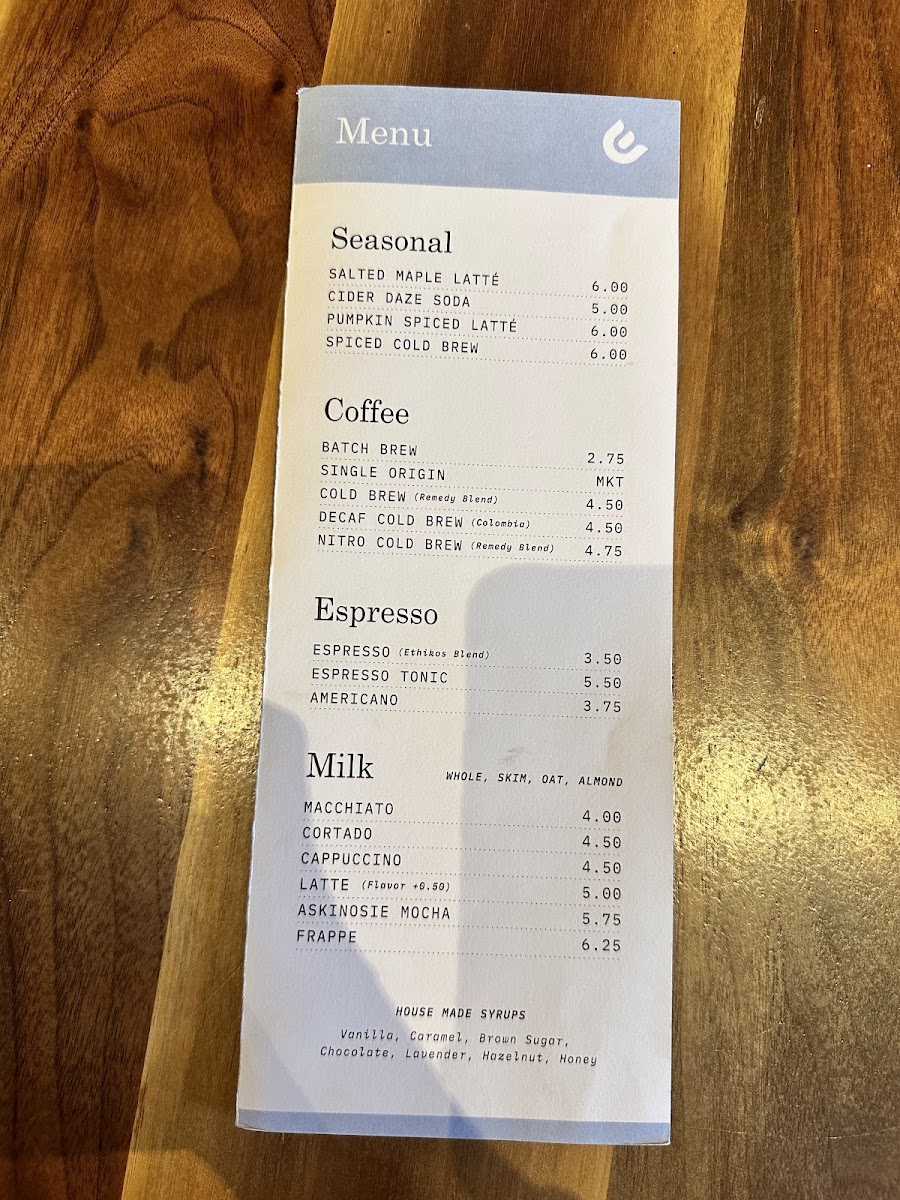 Menu
Seasonal
SALTED MAPLE LATTÉ 6.00
CIDER DAZE SODA 5.00
PUMPKIN SPICED LATTÉ 6.00
SPICED COLD BREW 6.00
Coffee
BATCH BREW 2.75
SINGLE ORIGIN MKT
COLD BREW (Remedy Blend) 4.50
DECAF COLD BREW (Colombia) 4.50
NITRO COLD BREW (Remedy Blend) 4.75
Espresso
ESPRESSO (Ethikos Blend) 3.50
ESPRESSO TONIC 5.50
AMERICANO 3.75
Milk WHOLE, SKIM, OAT, ALMOND
MACCHIATO 4.00
CORTADO 4.50
CAPPUCCINO 4.50
LATTE (Flavor +0.50) 5.00
ASKINOSIE MOCHA 5.75
FRAPPE 6.25
HOUSE MADE SYRUPS
Vanilla, Caramel, Brown Sugar,
Chocolate, Lavender, Hazelnut, Honey